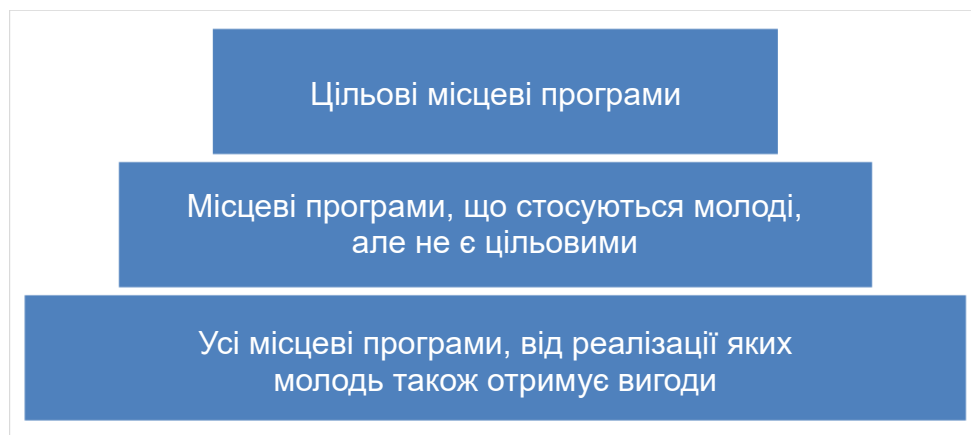 Цільові місцеві програми
Місцеві програми, що стосуються молоді,
але не є цільовими
Усі місцеві програми, від реалізації яких
молодь також отримує вигоди